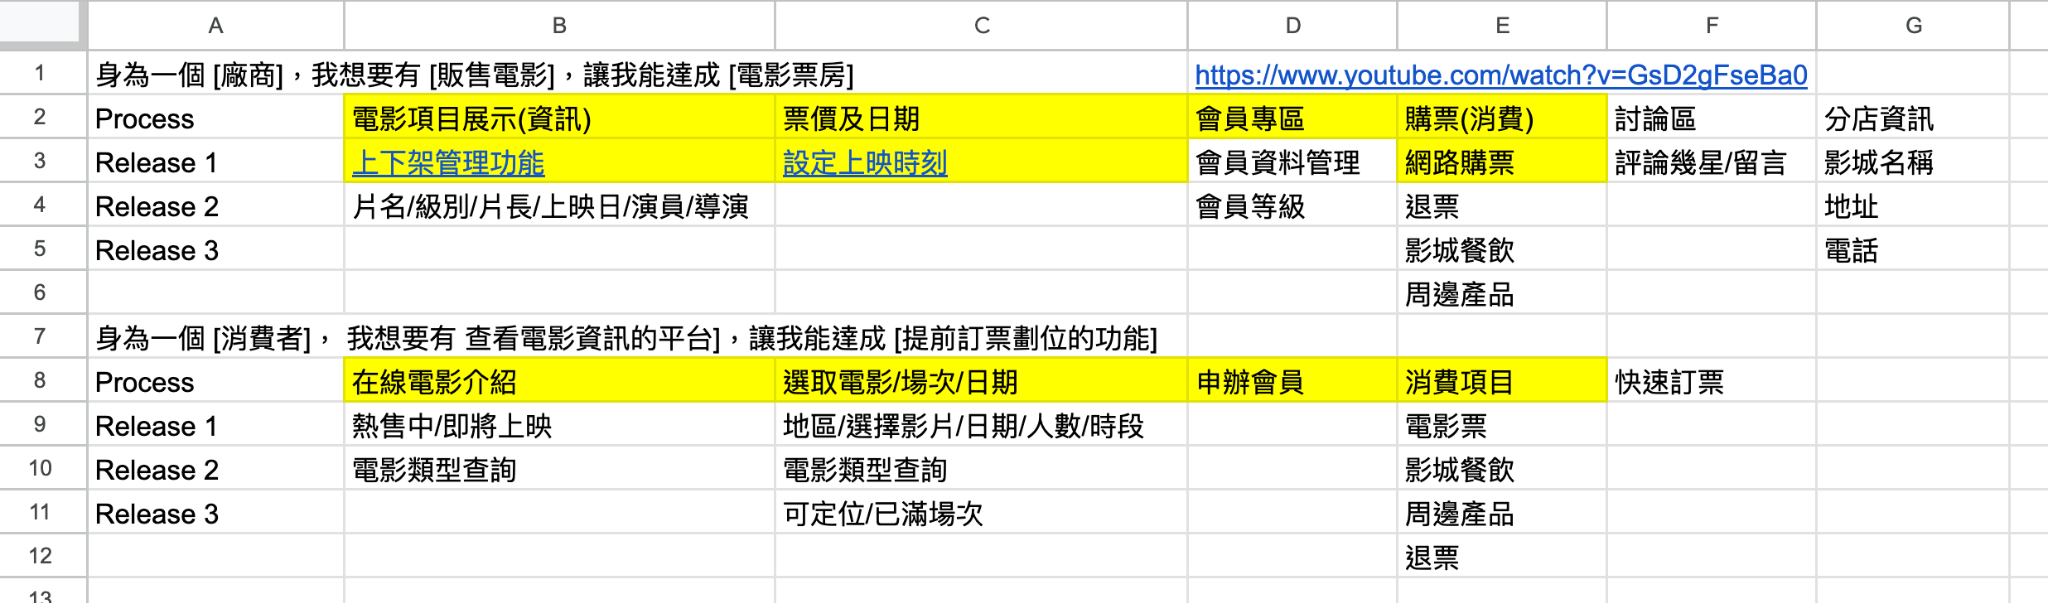 A B C D E F G
1 身為一個 [廠商]，我想要有 [販售電影]，讓我能達成 [電影票房] https://www.youtube.com/watch?v=GsD2gFseBa0
2 Process 電影項目展示(資訊) 票價及日期 會員專區 購票(消費) 討論區 分店資訊
3 Release 1 上下架管理功能 設定上映時刻 會員資料管理 網路購票 評論幾星/留言 影城名稱
4 Release 2 片名/級別/片長/上映日/演員/導演 會員等級 退票 地址
5 Release 3 影城餐飲 電話
6 周邊產品
7 身為一個 [消費者]， 我想要有 查看電影資訊的平台]，讓我能達成 [提前訂票劃位的功能]
8 Process 在線電影介紹 選取電影/場次/日期 申辦會員 消費項目 快速訂票
9 Release 1 熱售中/即將上映 地區/選擇影片/日期/人數/時段 電影票
10 Release 2 電影類型查詢 電影類型查詢 影城餐飲
11 Release 3 可定位/已滿場次 周邊產品
12 退票
13